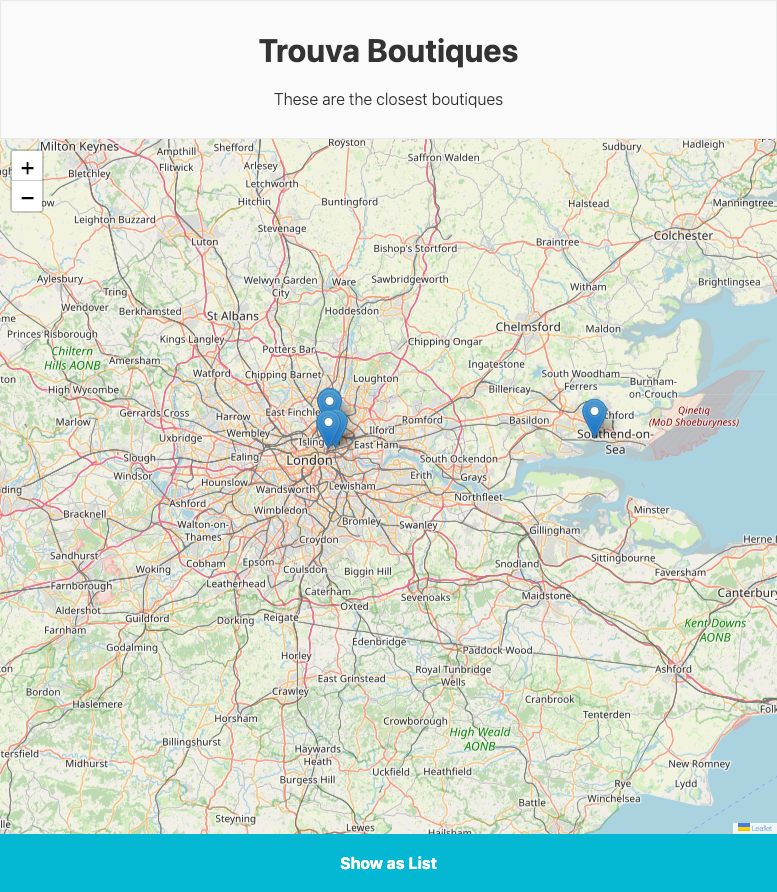 Trouva Boutiques
These are the closest boutiques
Milton Keynes
Ampthill
Shefford
Royston
Saffron Walden
Sudbury
Hadleigh
Flitwick
Arlesey
+
Bletchley
Letchworth
Hitchin
Buntingford
Halstead
Manningtree
−
Leighton Buzzard
Stevenage
Luton
Bishop's Stortford
Braintree
Colchester
Aylesbury
Tring
Welwyn Garden
City
Ware
Sawbridgeworth
Witham
Brightlingsea
Wendover
Berkhamsted
St Albans
Hoddesdon
Chelmsford
Maldon
Princes Risborough
Kings Langley
Potters Bar
Chipping Ongar
Chiltern
Hills AONB
Amersham
Watford
Chipping Barnet
Loughton
Ingatestone
South Woodham
Ferrers
Burnham-
on-Crouch
High Wycombe
Billericay
Marlow
Gerrards Cross
Harrow
East Finchle
Romford
Basildon
chford
Qinetiq
(MoD Shoeburyness)
Uxbridge
Wembley
Islin
Ilford
East Ham
Southend-on-
Sea
Slough
Ealing
London
South Ockendon
Windsor
Hounslow
Wandsworth
Lewisham
Erith
Grays
Northfleet
Bracknell
Ashford
Wimbledon
Bromley
Swanley
Gillingham
Minster
Walton-on-
Thames
Croydon
Herne
Sandhurst
Woking
Cobham
Epsom
Coulsdon
Biggin Hill
Snodland
Sittingbourne
Faversham
Farnborough
Leatherhead
Caterham
Oxted
Sevenoaks
Maidstone
Canterbury
Aldershot
Guildford
Dorking
Reigate
Farnham
Godalming
Horley
Edenbridge
Paddock Wood
Kent Downs
AONB
Bordon
Haslemere
Crawley
East Grinstead
Royal Tunbridge
Wells
Ashford
Cranbrook
Horsham
Crowborough
Tenterden
Folk
Billingshurst
Haywards
Heath
High Weald
AONB
Midhurst
Burgess Hill
Uckfield
Heathfield
New Romney
Rye
Lydd
Winchelsea
Battle
Steyning
Lewes
Hailsham
Leaflet
Show as List